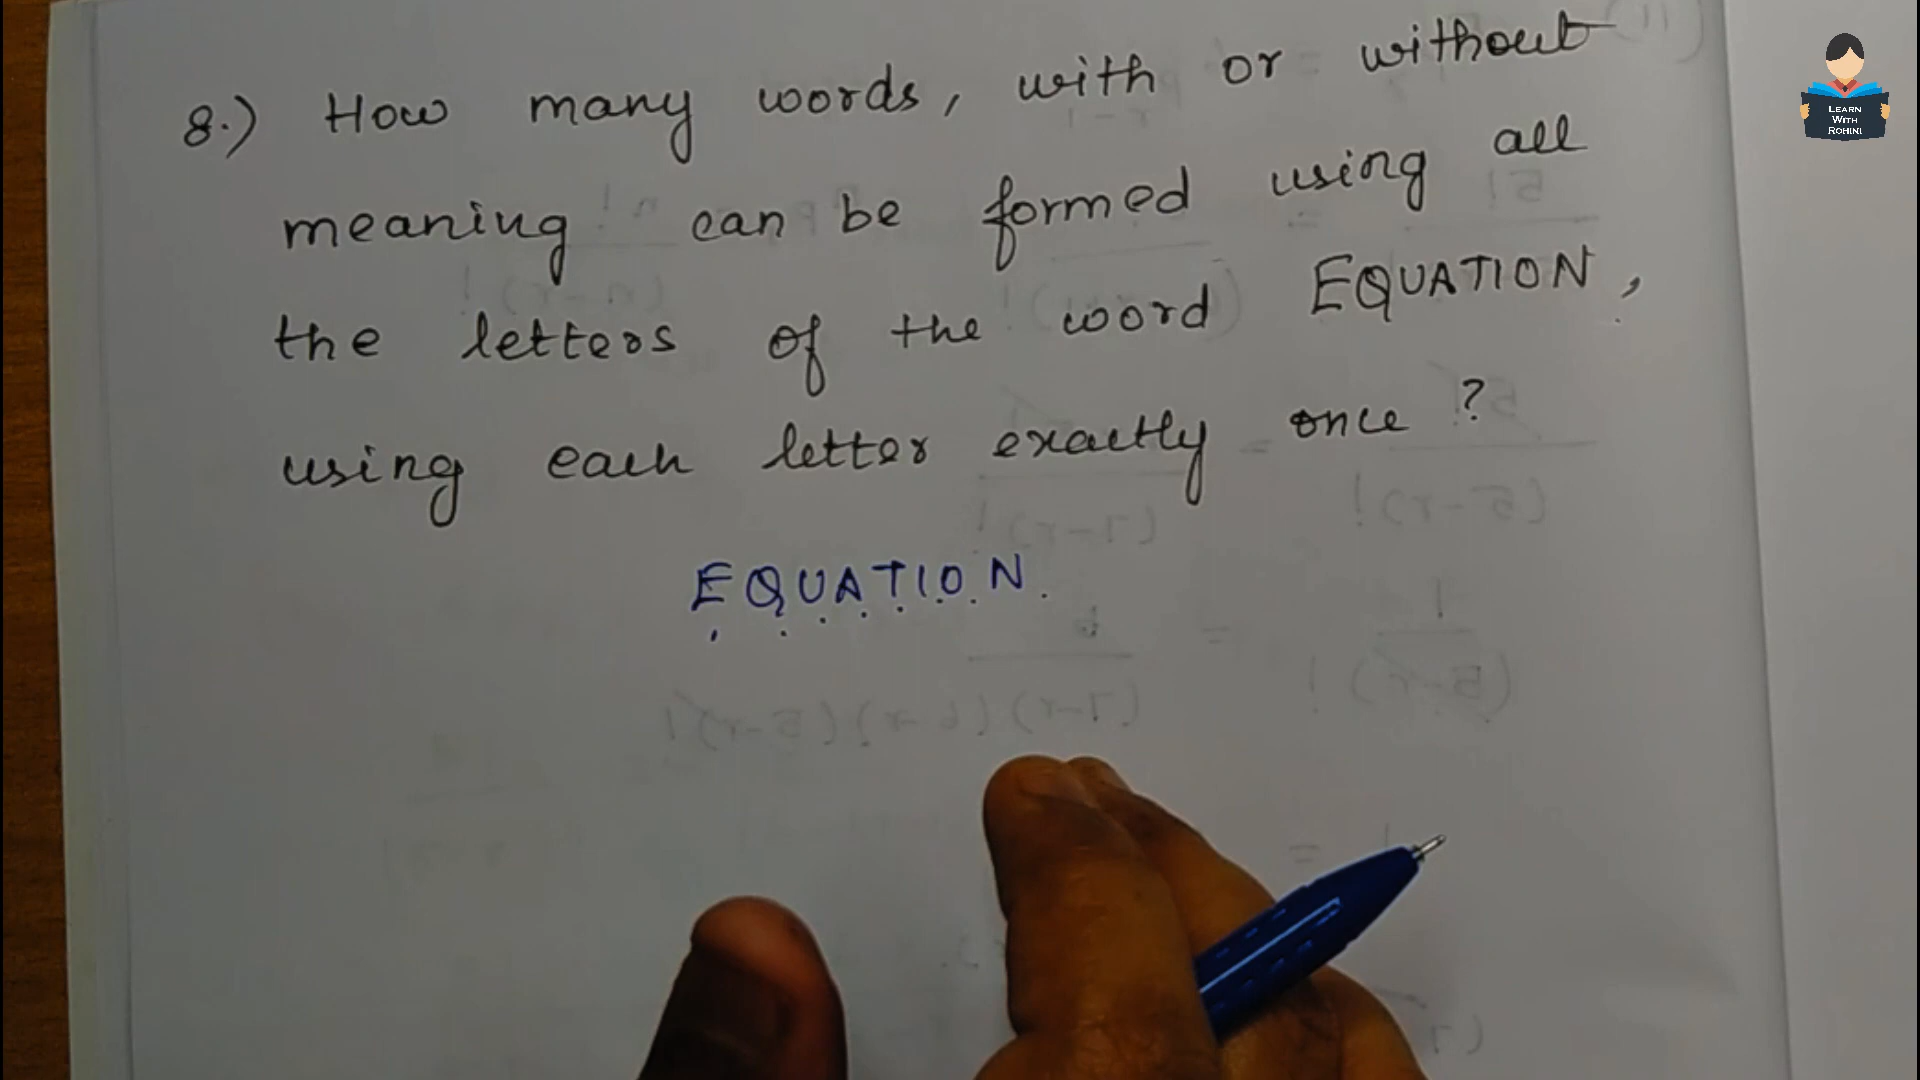 8.) How many words, with or without
meaning can be formed using all
the letters of the word EQUATION,
using each letter exactly once?
EQUATION
LEARN
WITH
ROHINI